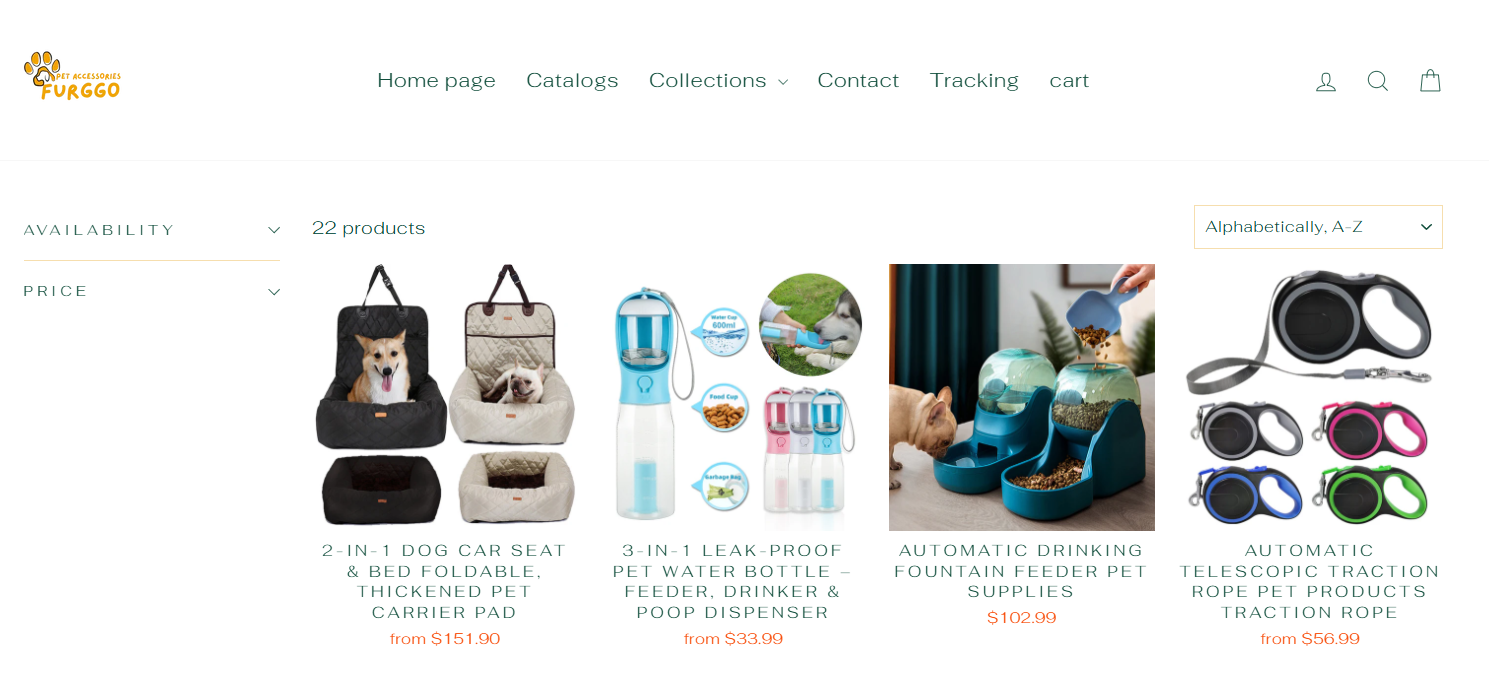 PET ACCESSORIES
FURGGO
Home page
Catalogs
Collections
Contact
Tracking
cart
AVAILABILITY
PRICE
22 products
Alphabetically, A-Z
Water Cup
600ml
Food Cup
Garbage Bag
2-IN-1 DOG CAR SEAT
& BED FOLDABLE,
THICKENED PET
CARRIER PAD
from $151.90
3-IN-1 LEAK-PROOF
PET WATER BOTTLE –
FEEDER, DRINKER &
POOP DISPENSER
from $33.99
AUTOMATIC DRINKING
FOUNTAIN FEEDER PET
SUPPLIES
$102.99
AUTOMATIC
TELESCOPIC TRACTION
ROPE PET PRODUCTS
TRACTION ROPE
from $56.99